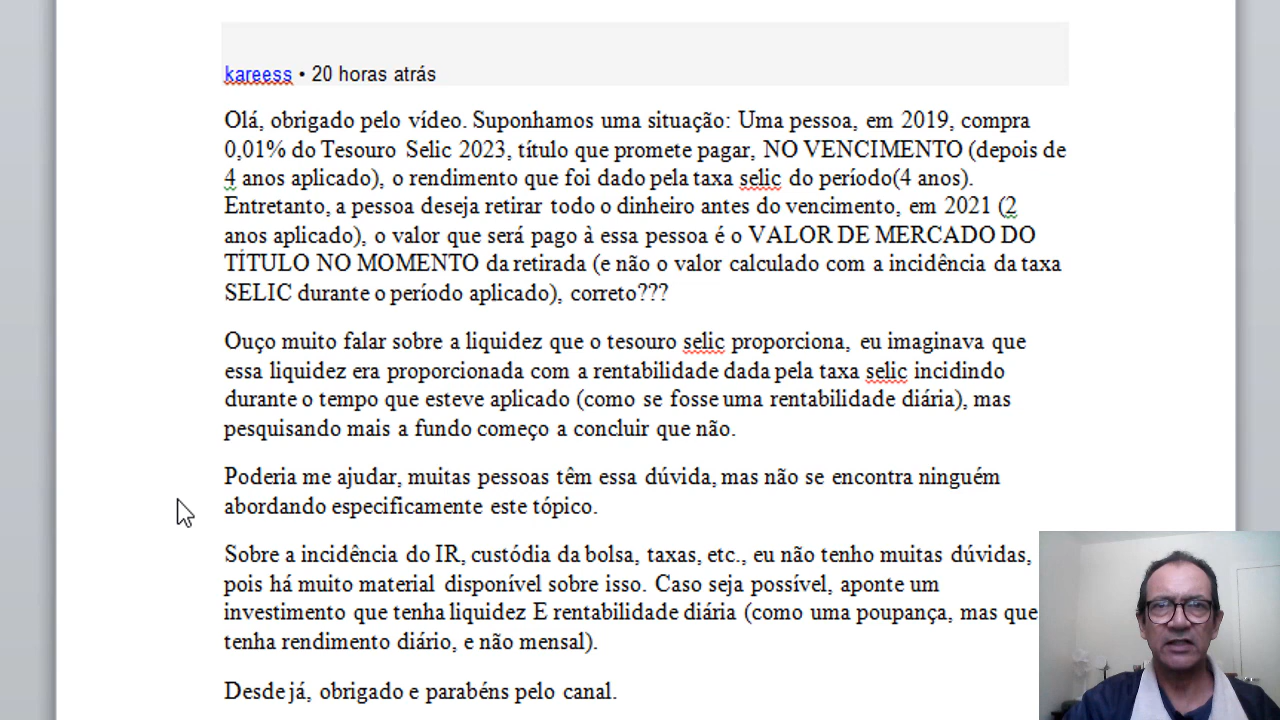 kareess • 20 horas atrás
Olá, obrigado pelo vídeo. Suponhamos uma situação: Uma pessoa, em 2019, compra
0,01% do Tesouro Selic 2023, título que promete pagar, NO VENCIMENTO (depois de
4 anos aplicado), o rendimento que foi dado pela taxa selic do período(4 anos).
Entretanto, a pessoa deseja retirar todo o dinheiro antes do vencimento, em 2021 (2
anos aplicado), o valor que será pago à essa pessoa é o VALOR DE MERCADO DO
TÍTULO NO MOMENTO da retirada (e não o valor calculado com a incidência da taxa
SELIC durante o período aplicado), correto???
Ouço muito falar sobre a liquidez que o tesouro selic proporciona, eu imaginava que
essa liquidez era proporcionada com a rentabilidade dada pela taxa selic incidindo
durante o tempo que esteve aplicado (como se fosse uma rentabilidade diária), mas
pesquisando mais a fundo começo a concluir que não.
Poderia me ajudar, muitas pessoas têm essa dúvida, mas não se encontra ninguém
abordando especificamente este tópico.
Sobre a incidência do IR, custódia da bolsa, taxas, etc., eu não tenho muitas dúvidas,
pois há muito material disponível sobre isso. Caso seja possível, aponte um
investimento que tenha liquidez E rentabilidade diária (como uma poupança, mas que
tenha rendimento diário, e não mensal).
Desde já, obrigado e parabéns pelo canal.